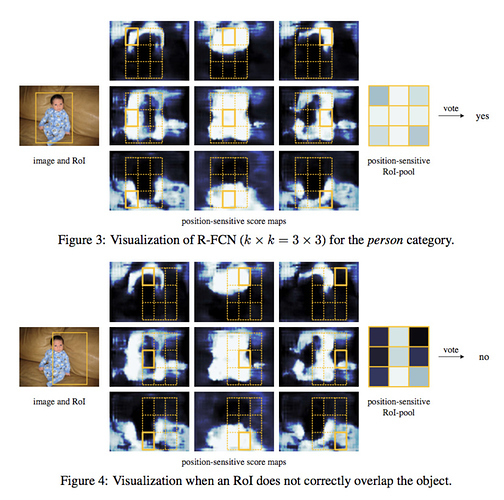 vote
yes
image and RoI
position-sensitive
RoI-pool
position-sensitive score maps
Figure 3: Visualization of R-FCN (k × k = 3 × 3) for the person category.
vote
no
image and RoI
position-sensitive
RoI-pool
position-sensitive score maps
Figure 4: Visualization when an RoI does not correctly overlap the object.